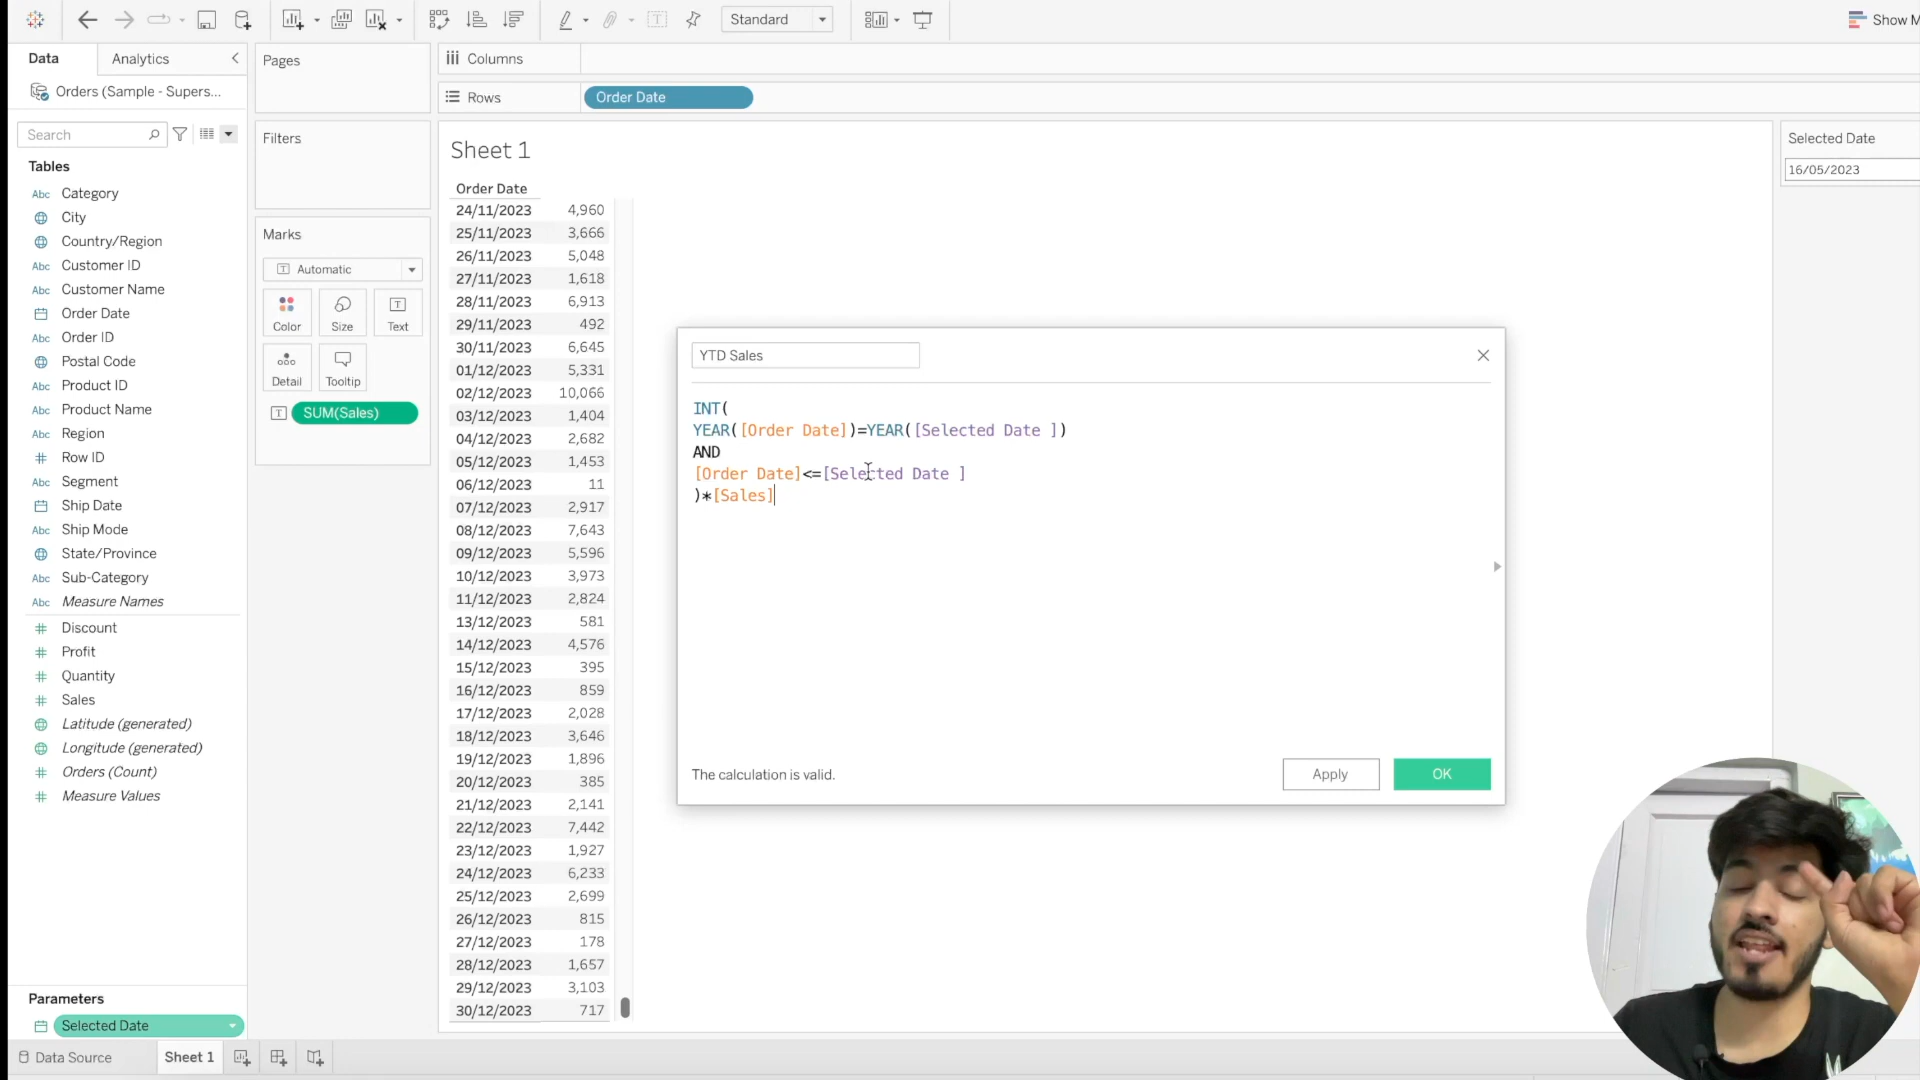 Standard
Show M
Data
Analytics
Pages
Columns
Orders (Sample - Supers...
Rows
Order Date
Search
Filters
Selected Date
16/05/2023
Sheet 1
Tables
Abc Category
City
Country/Region
Abc Customer ID
Abc Customer Name
Order Date
Abc Order ID
Postal Code
Abc Product ID
Abc Product Name
Abc Region
# Row ID
Abc Segment
Ship Date
Abc Ship Mode
State/Province
Abc Sub-Category
Abc Measure Names
# Discount
# Profit
# Quantity
# Sales
Latitude (generated)
Longitude (generated)
# Orders (Count)
# Measure Values
Parameters
Selected Date
Marks
Automatic
Color
Size
Text
Detail
Tooltip
SUM(Sales)
Order Date
24/11/2023 4,960
25/11/2023 3,666
26/11/2023 5,048
27/11/2023 1,618
28/11/2023 6,913
29/11/2023 492
30/11/2023 6,645
01/12/2023 5,331
02/12/2023 10,066
03/12/2023 1,404
04/12/2023 2,682
05/12/2023 1,453
06/12/2023 11
07/12/2023 2,917
08/12/2023 7,643
09/12/2023 5,596
10/12/2023 3,973
11/12/2023 2,824
13/12/2023 581
14/12/2023 4,576
15/12/2023 395
16/12/2023 859
17/12/2023 2,028
18/12/2023 3,646
19/12/2023 1,896
20/12/2023 385
21/12/2023 2,141
22/12/2023 7,442
23/12/2023 1,927
24/12/2023 6,233
25/12/2023 2,699
26/12/2023 815
27/12/2023 178
28/12/2023 1,657
29/12/2023 3,103
30/12/2023 717
YTD Sales
INT(
YEAR([Order Date])=YEAR([Selected Date ])
AND
[Order Date]<=[Selected Date ]
)*[Sales]
The calculation is valid.
Apply
OK
Data Source
Sheet 1